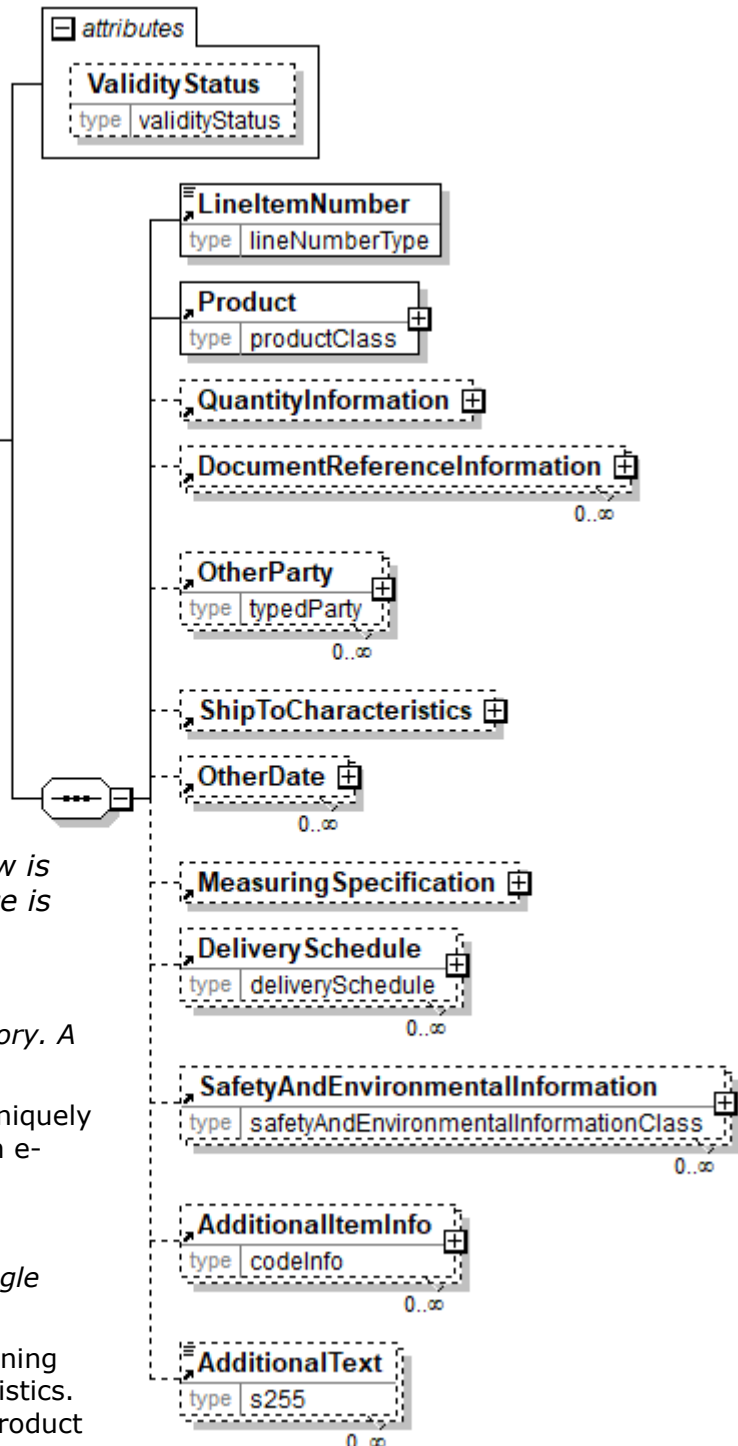 attributes
ValidityStatus
type validityStatus
LineItemNumber
type lineNumberType
Product
type productClass
QuantityInformation
DocumentReferenceInformation
0..∞
OtherParty
type typedParty
0..∞
ShipToCharacteristics
OtherDate
0..∞
w is
MeasuringSpecification
e is
DeliverySchedule
type deliverySchedule
0..∞
ory. A
SafetyAndEnvironmentalInformation
niquely
type safetyAndEnvironmentalInformationClass
n e-
0..∞
AdditionalItemInfo
type codeInfo
gle
0..∞
ning
AdditionalText
istics.
type s255
roduct
0..∞